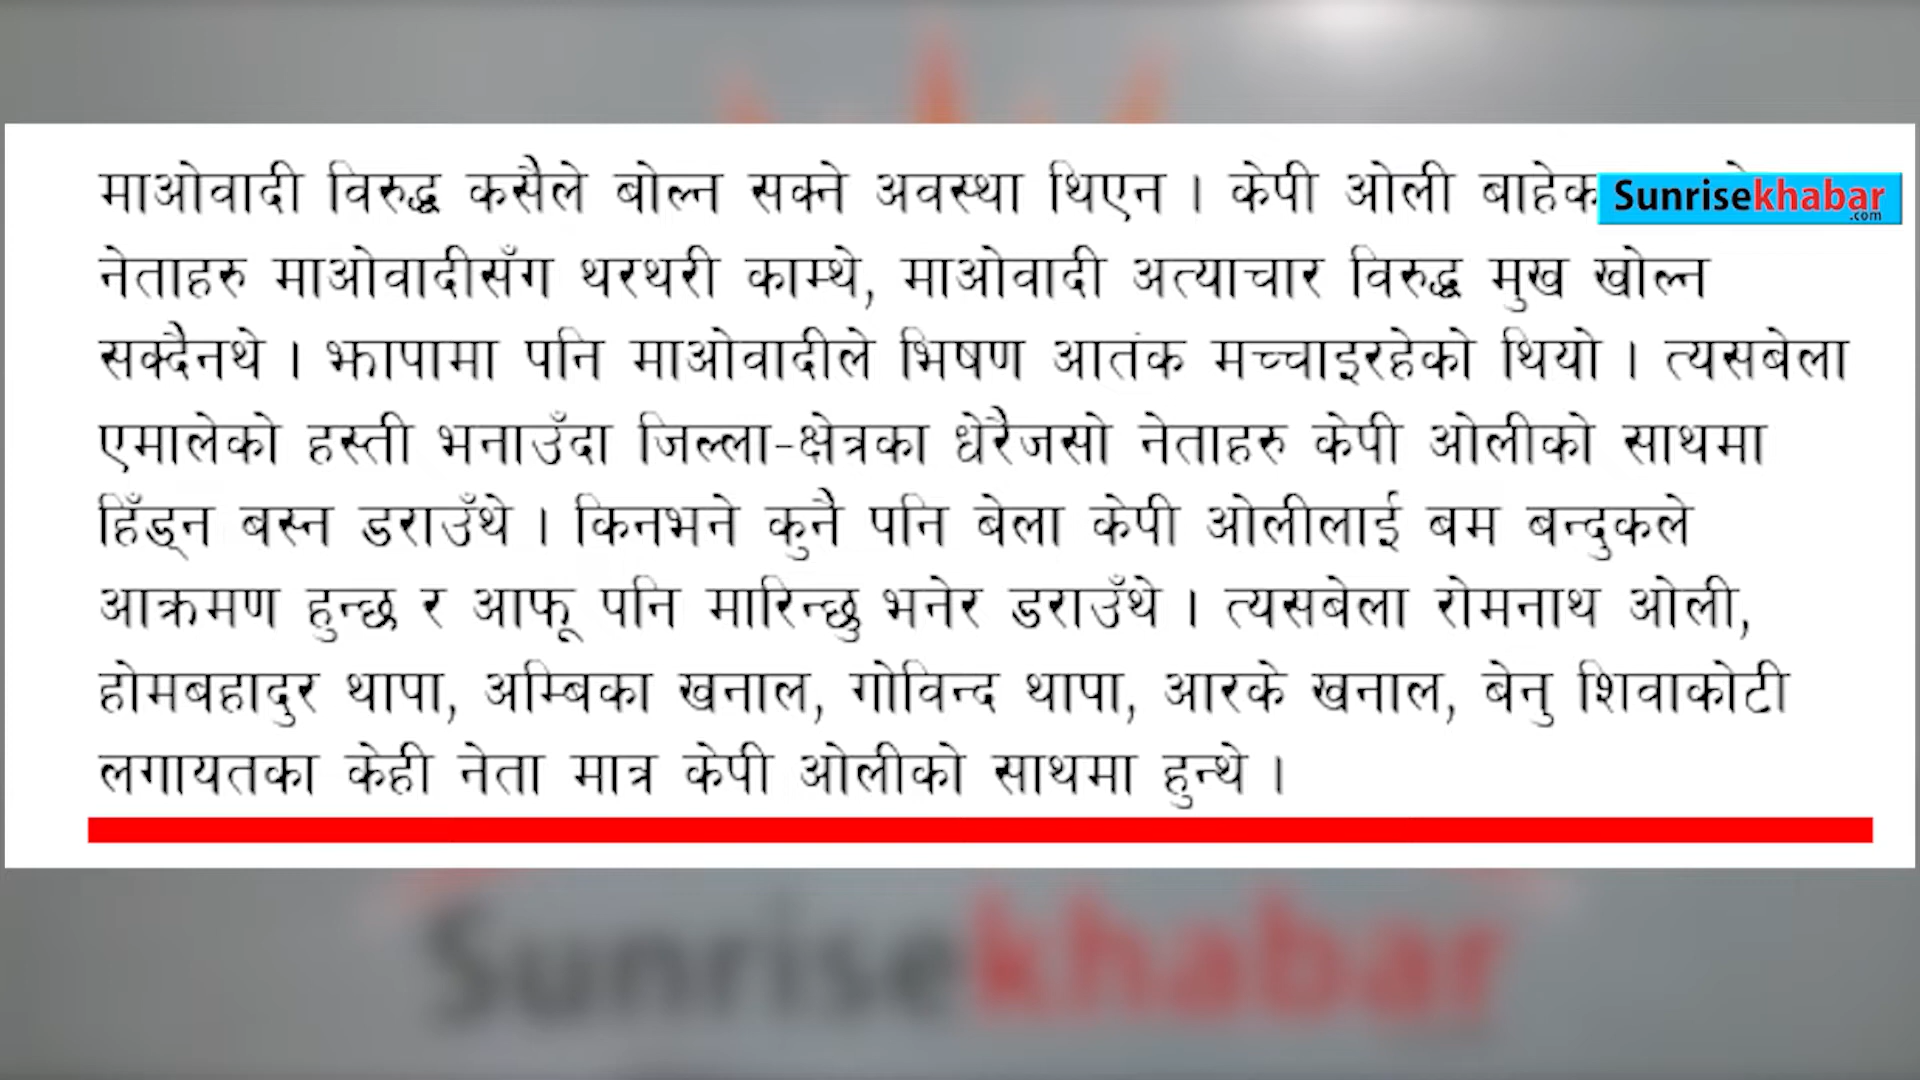 माओवादी विरुद्ध कसैले बोल्न सक्ने अवस्था थिएन । केपी ओली बाहेक
Sunrisekhabar
.com
नेताहरु माओवादीसँग थरथरी काम्थे, माओवादी अत्याचार विरुद्ध मुख खोल्न
सक्दैनथे । झापामा पनि माओवादीले भिषण आतंक मच्चाइरहेको थियो । त्यसबेला
एमालेको हस्ती भनाउँदा जिल्ला-क्षेत्रका धेरैजसो नेताहरु केपी ओलीको साथमा
हिँड्न बस्न डराउँथे । किनभने कुनै पनि बेला केपी ओलीलाई बम बन्दुकले
आक्रमण हुन्छ र आफू पनि मारिन्छु भनेर डराउँथे । त्यसबेला रोमनाथ ओली,
होमबहादुर थापा, अम्बिका खनाल, गोविन्द थापा, आरके खनाल, बेनु शिवाकोटी
लगायतका केही नेता मात्र केपी ओलीको साथमा हुन्थे ।
Sunrisekhabar